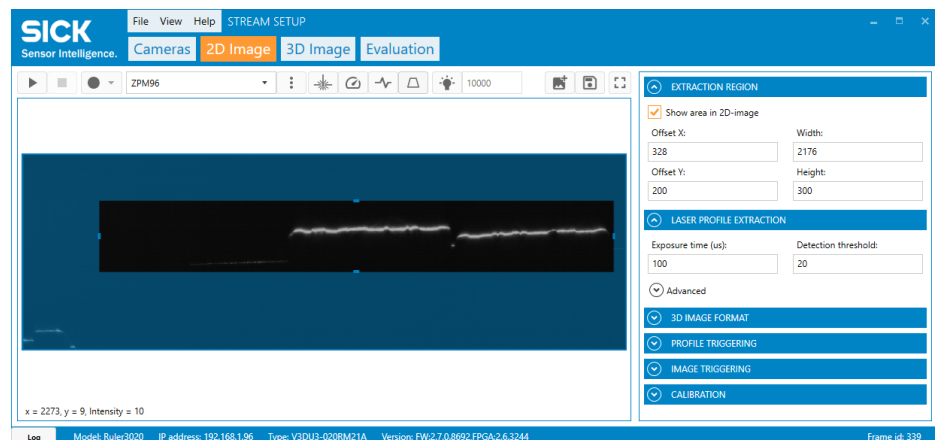 SICK
Sensor Intelligence.
File View Help STREAM SETUP
Cameras 2D Image 3D Image Evaluation
ZPM96 10000
EXTRACTION REGION
Show area in 2D-image
Offset X: Width:
328 2176
Offset Y: Height:
200 300
LASER PROFILE EXTRACTION
Exposure time (us): Detection threshold:
100 20
Advanced
3D IMAGE FORMAT
PROFILE TRIGGERING
IMAGE TRIGGERING
CALIBRATION
x = 2273, y = 9, Intensity = 10
Log Model: Ruler3020 IP address: 192.168.1.96 Type: V3DU3-020RM21A Version: FW:2.7.0.8692 FPGA:2.6.3244 Frame id: 339